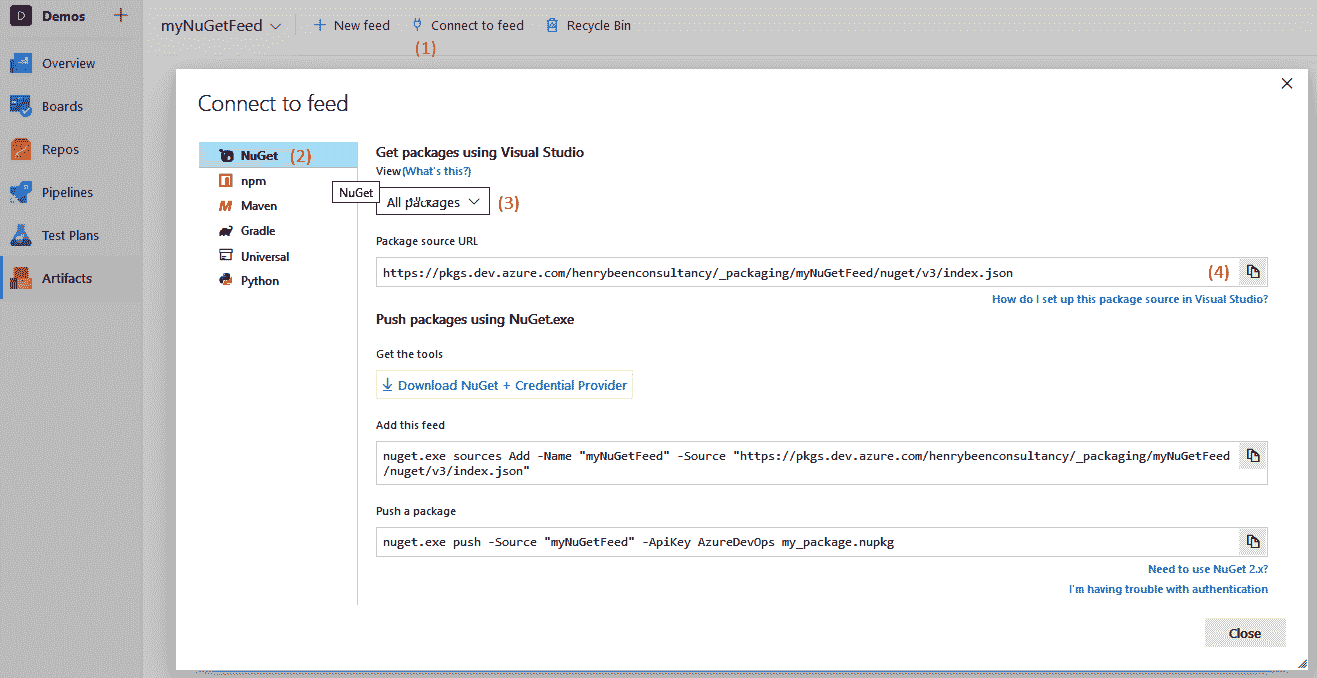 D Demos +
myNuGetFeed
New feed
Connect to feed
Recycle Bin
(1)
Overview
Boards
Repos
Pipelines
Test Plans
Artifacts
Connect to feed
NuGet (2)
npm
Maven
Gradle
Universal
Python
NuGet
Get packages using Visual Studio
View (What's this?)
All packages (3)
Package source URL
https://pkgs.dev.azure.com/henrybeenconsultancy/_packaging/myNuGetFeed/nuget/v3/index.json (4)
How do I set up this package source in Visual Studio?
Push packages using NuGet.exe
Get the tools
Download NuGet + Credential Provider
Add this feed
nuget.exe sources Add -Name "myNuGetFeed" -Source "https://pkgs.dev.azure.com/henrybeenconsultancy/_packaging/myNuGetFeed
/nuget/v3/index.json"
Push a package
nuget.exe push -Source "myNuGetFeed" -ApiKey AzureDevOps my_package.nupkg
Need to use NuGet 2.x?
I'm having trouble with authentication
Close